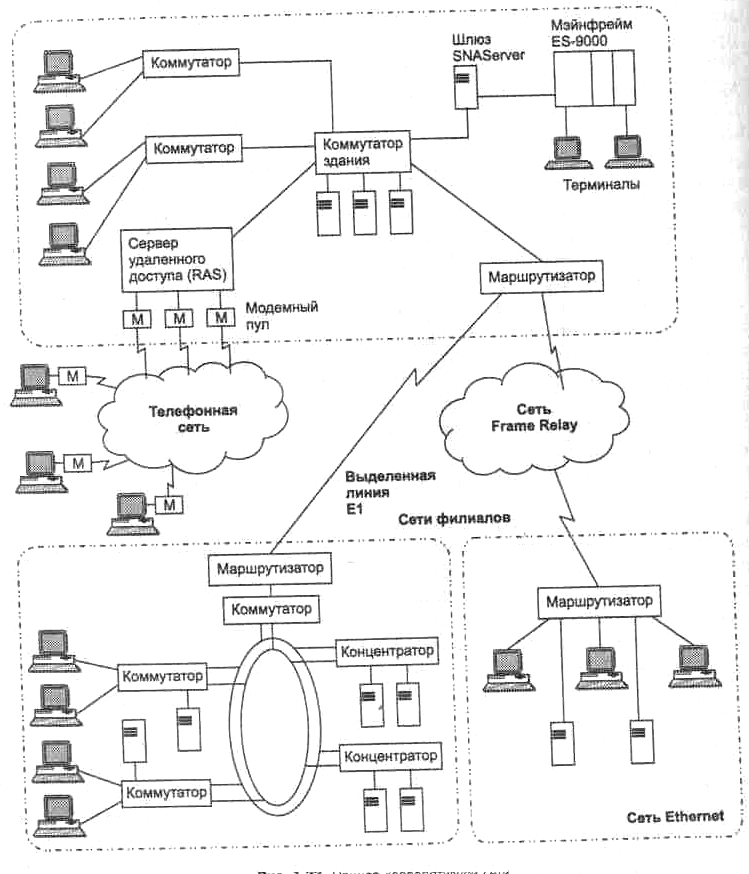 Коммутатор
Шлюз
SNAServer
Мэйнфрейм
ES-9000
Коммутатор
Коммутатор
здания
Терминалы
Сервер
удаленного
доступа (RAS)
Маршрутизатор
М
М
М
Модемный
пул
М
Телефонная
сеть
Сеть
Frame Relay
М
М
Выделенная
линия
Е1
Сети филиалов
Маршрутизатор
Коммутатор
Маршрутизатор
Концентратор
Коммутатор
Концентратор
Коммутатор
Сеть Ethernet